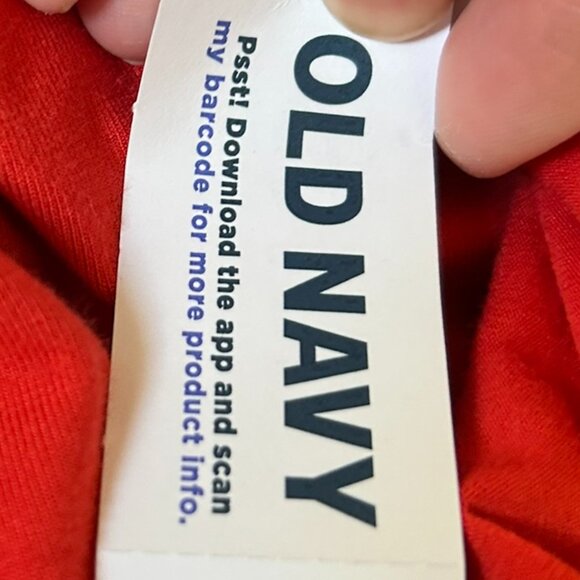 OLD NAVY
Psst! Download the app and scan
my barcode for more product info.